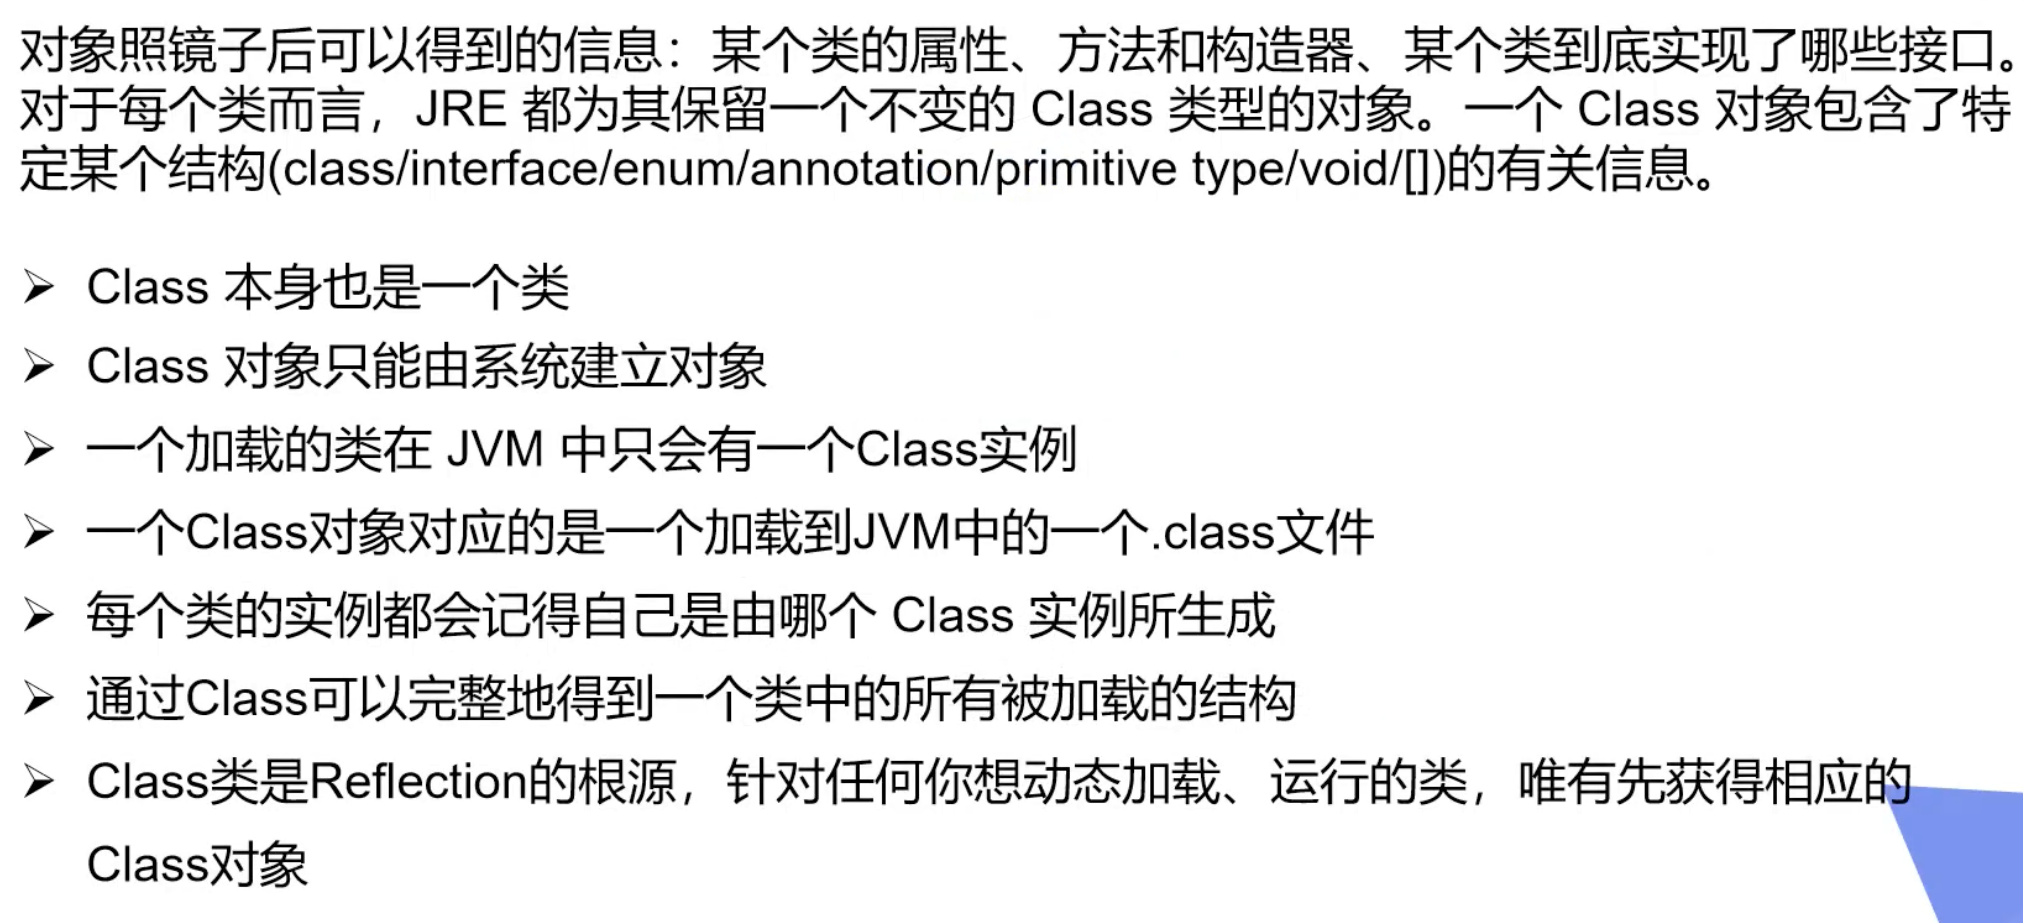 对象照镜子后可以得到的信息：某个类的属性、方法和构造器、某个类到底实现了哪些接口。
对于每个类而言，JRE 都为其保留一个不变的 Class 类型的对象。一个 Class 对象包含了特
定某个结构(class/interface/enum/annotation/primitive type/void/[])的有关信息。
➢ Class 本身也是一个类
➢ Class 对象只能由系统建立对象
➢ 一个加载的类在 JVM 中只会有一个Class实例
➢ 一个Class对象对应的是一个加载到JVM中的一个.class文件
➢ 每个类的实例都会记得自己是由哪个 Class 实例所生成
➢ 通过Class可以完整地得到一个类中的所有被加载的结构
➢ Class类是Reflection的根源，针对任何你想动态加载、运行的类，唯有先获得相应的
Class对象